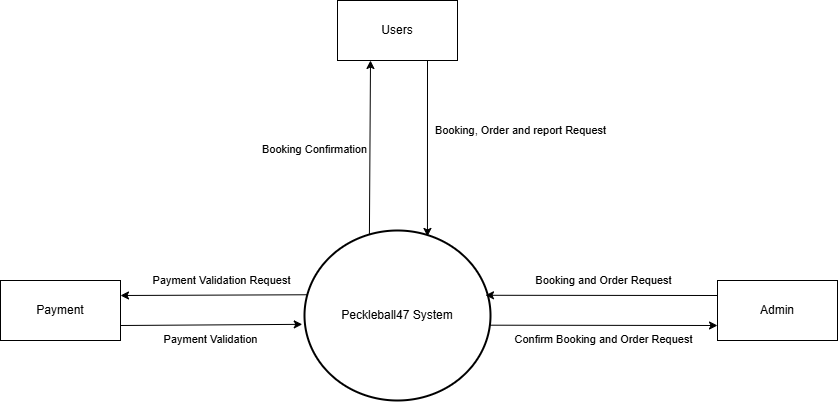 Users
Booking, Order and report Request
Booking Confirmation
Payment Validation Request
Booking and Order Request
Payment
Peckleball47 System
Admin
Payment Validation
Confirm Booking and Order Request